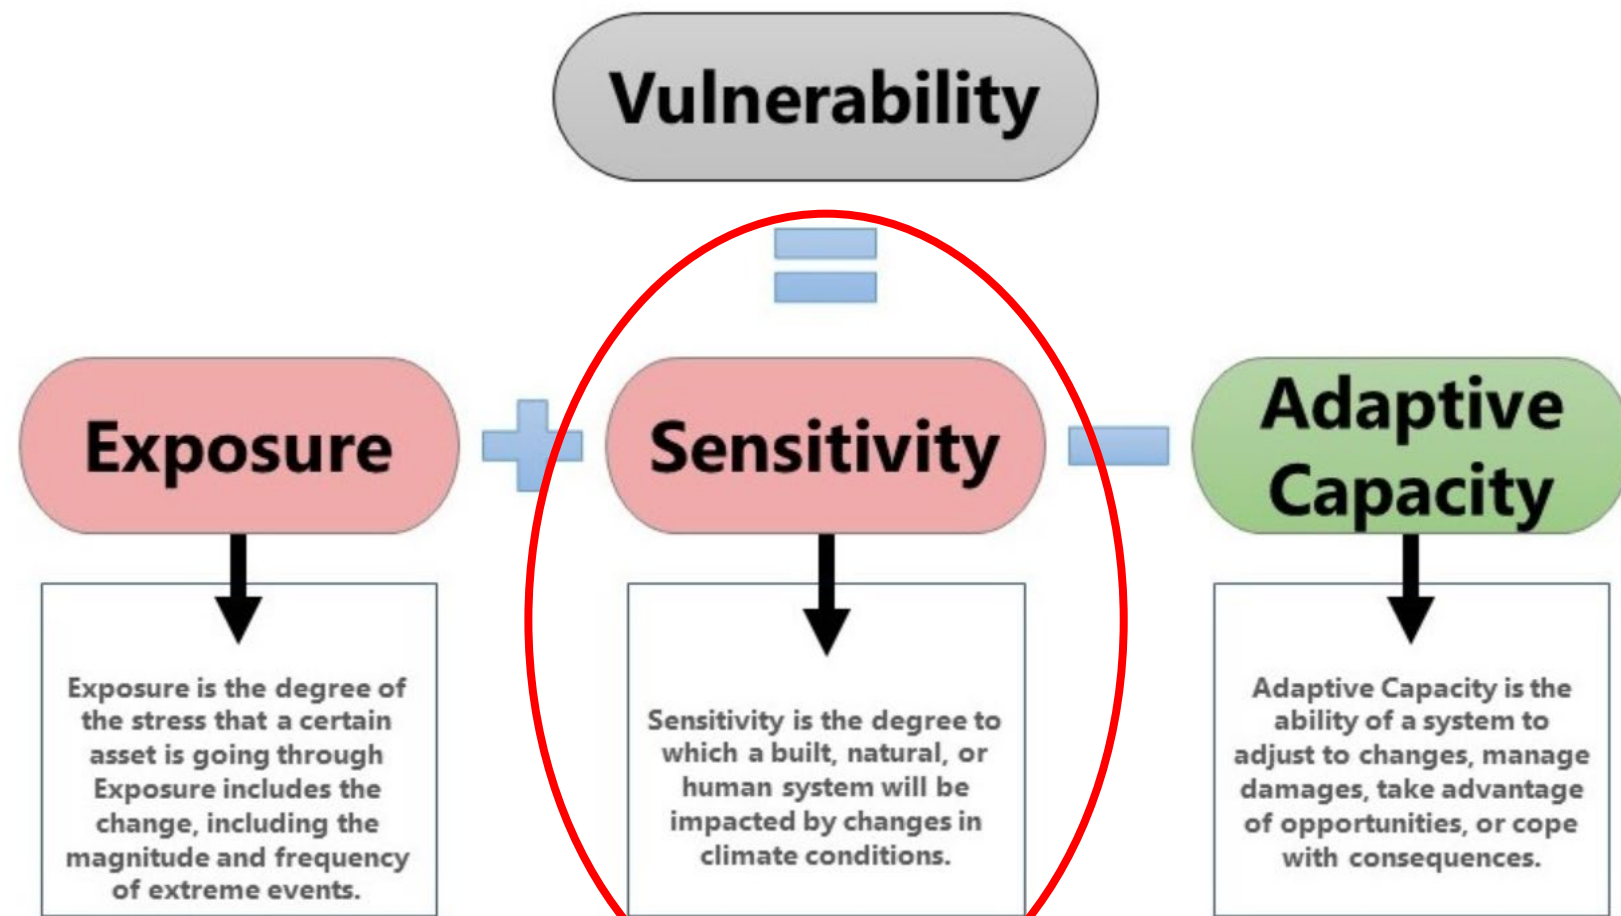 Vulnerability
Exposure
Sensitivity
Adaptive
Capacity
Exposure is the degree of
the stress that a certain
asset is going through
Exposure includes the
change, including the
magnitude and frequency
of extreme events.
Sensitivity is the degree to
which a built, natural, or
human system will be
impacted by changes in
climate conditions.
Adaptive Capacity is the
ability of a system to
adjust to changes, manage
damages, take advantage
of opportunities, or cope
with consequences.